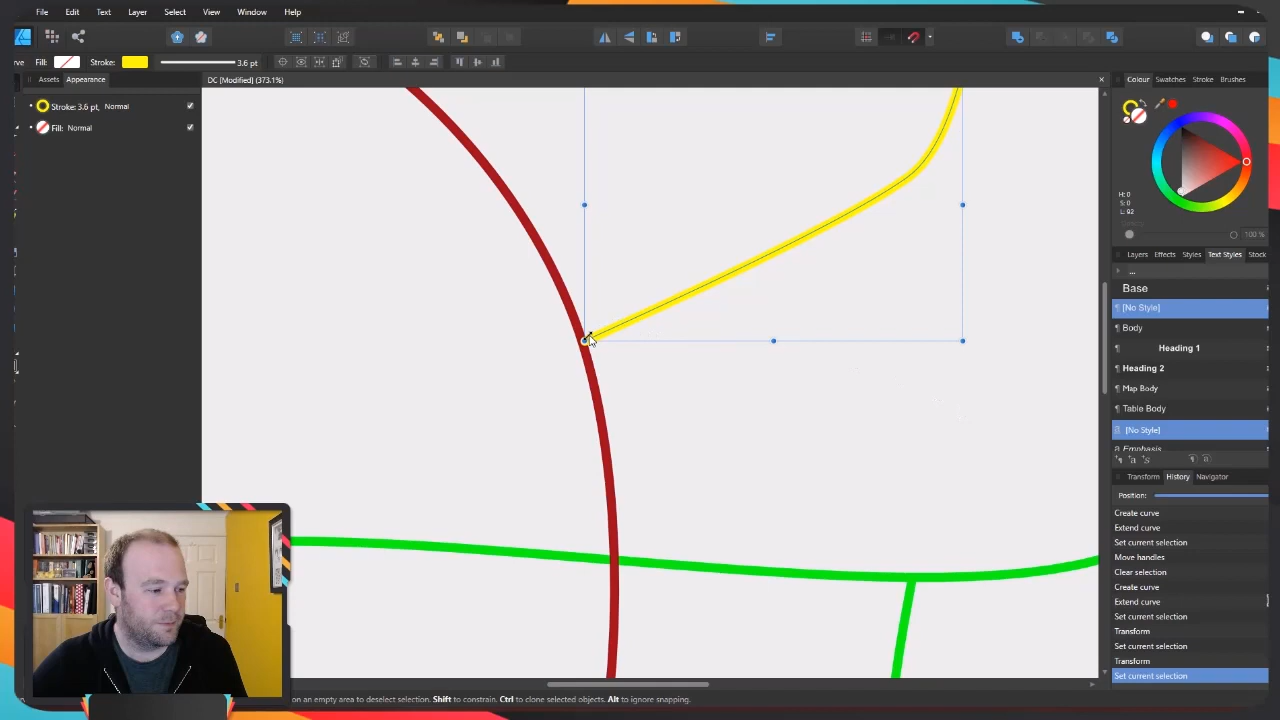 File Edit Text Layer Select View Window Help
Fill: Stroke: 3.6 pt
Assets Appearance
DC [Modified] (373.1%)
Stroke: 3.6 pt, Normal
Fill: Normal
Colour Swatches Stroke Brushes
H: 0
S: 0
L: 92
100 %
Layers Effects Styles Text Styles Stock
...
Base
[No Style]
Body
Heading 1
Heading 2
Map Body
Table Body
[No Style]
Emphasis
Transform History Navigator
Position:
Create curve
Extend curve
Set current selection
Move handles
Clear selection
Create curve
Extend curve
Set current selection
Transform
Set current selection
Transform
Set current selection
on an empty area to deselect selection. Shift to constrain. Ctrl to clone selected objects. Alt to ignore snapping.